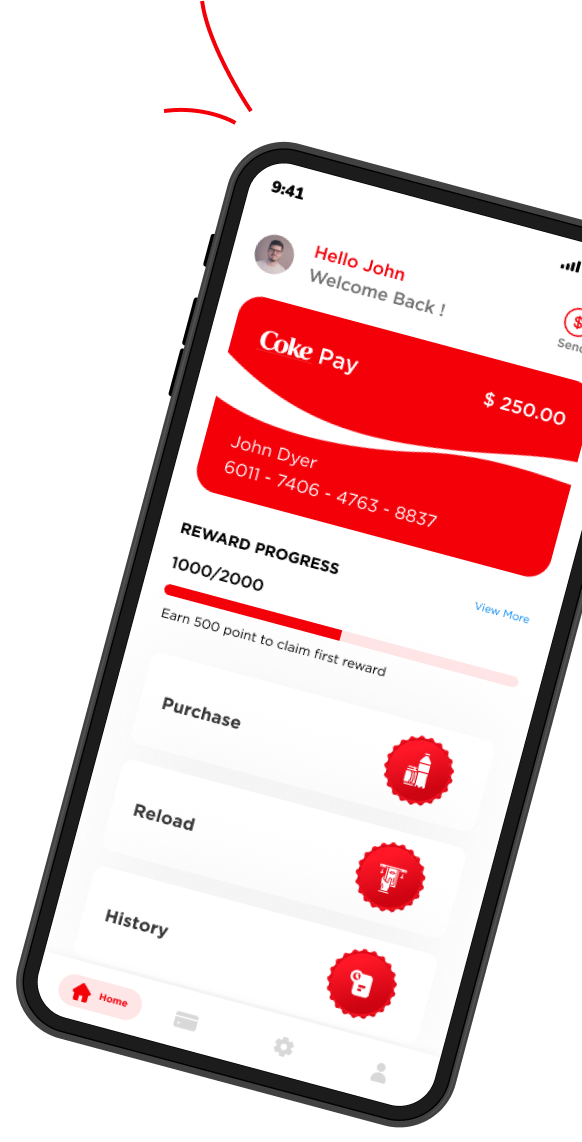 9:41
Hello John
Welcome Back !
$
Coke Pay
$ 250.00
John Dyer
6011 - 7406 - 4763 - 8837
REWARD PROGRESS
1000/2000
View More
Earn 500 point to claim first reward
Purchase
Reload
History
Home